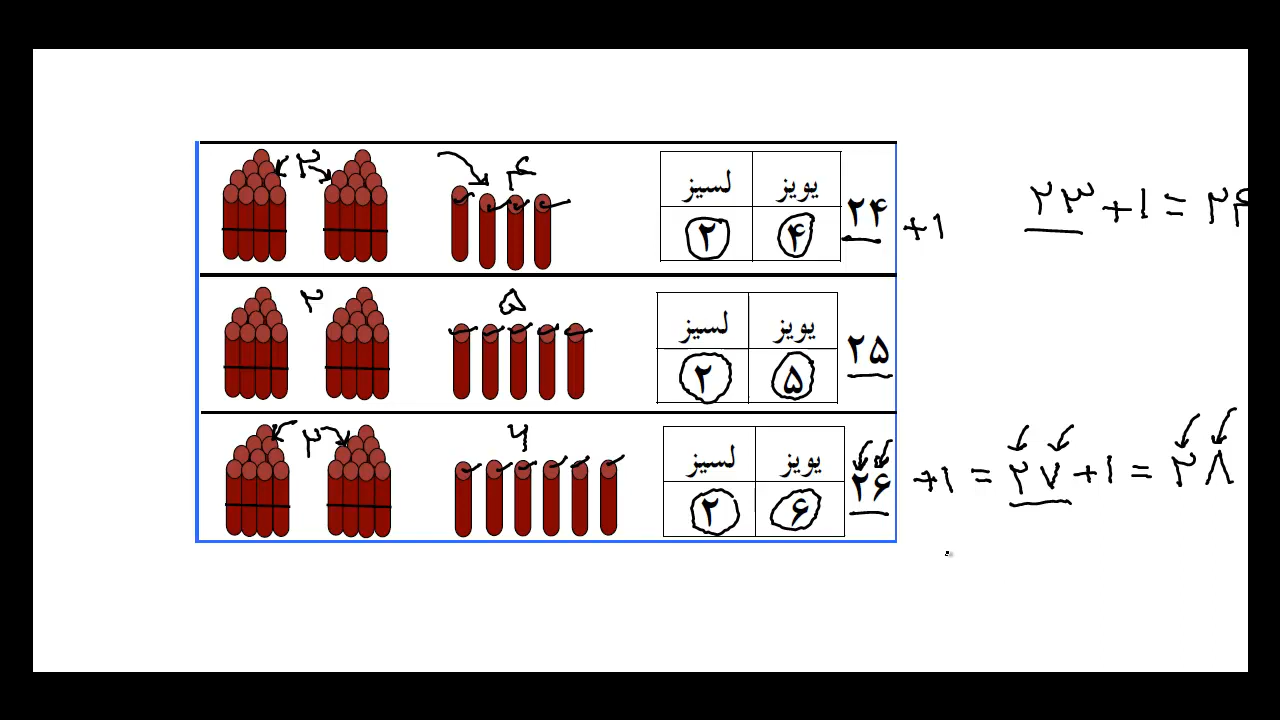 ۲ ۴ یویز لسیز ۲۴ +۱ ۲۳ +۱ = ۲۴
۴ ۲
۲ ۵ یویز لسیز ۲۵
۵ ۲
۲ ۶ یویز لسیز ۲۶ +۱ = ۲۷ +۱ = ۲۸
۶ ۲